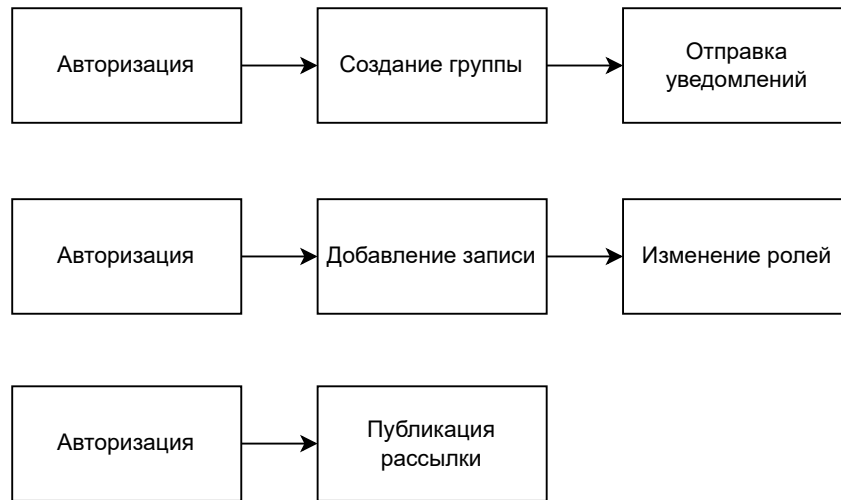 Авторизация
Создание группы
Отправка
уведомлений
Авторизация
Добавление записи
Изменение ролей
Авторизация
Публикация
рассылки